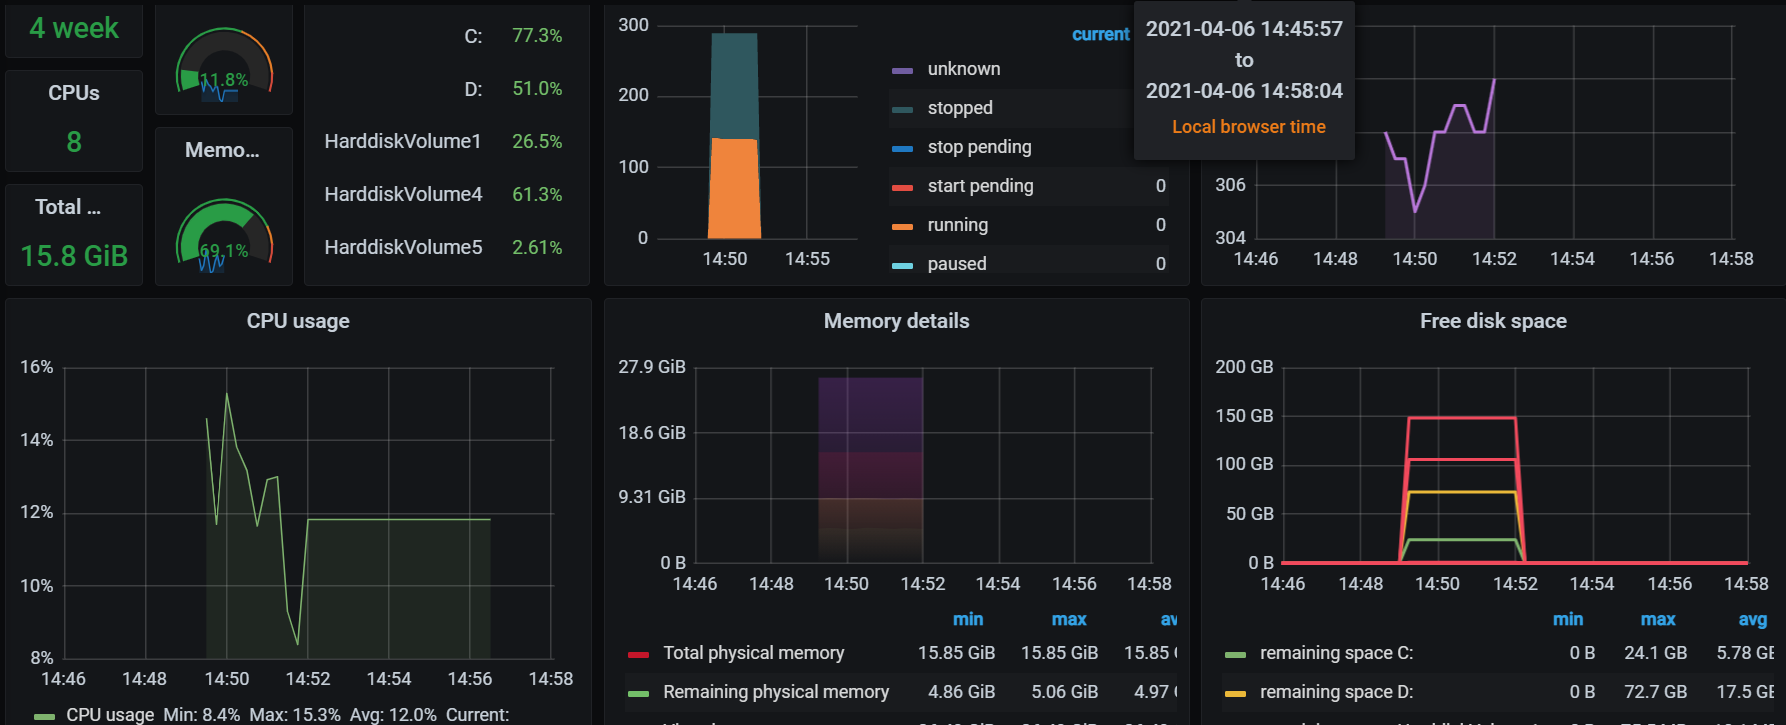 4 week
CPUs
8
Total ...
15.8 GiB
11.8%
Memo...
69.1%
C: 77.3%
D: 51.0%
HarddiskVolume1 26.5%
HarddiskVolume4 61.3%
HarddiskVolume5 2.61%
300
200
100
0
14:50 14:55
current
unknown
stopped
stop pending
start pending 0
running 0
paused 0
2021-04-06 14:45:57
to
2021-04-06 14:58:04
Local browser time
306
304
14:46 14:48 14:50 14:52 14:54 14:56 14:58
CPU usage
16%
14%
12%
10%
8%
14:46 14:48 14:50 14:52 14:54 14:56 14:58
CPU usage Min: 8.4% Max: 15.3% Avg: 12.0% Current:
Memory details
27.9 GiB
18.6 GiB
9.31 GiB
0 B
14:46 14:48 14:50 14:52 14:54 14:56 14:58
min max av
Total physical memory 15.85 GiB 15.85 GiB 15.85
Remaining physical memory 4.86 GiB 5.06 GiB 4.97
Free disk space
200 GB
150 GB
100 GB
50 GB
0 B
14:46 14:48 14:50 14:52 14:54 14:56 14:58
min max avg
remaining space C: 0 B 24.1 GB 5.78 GB
remaining space D: 0 B 72.7 GB 17.5 GB